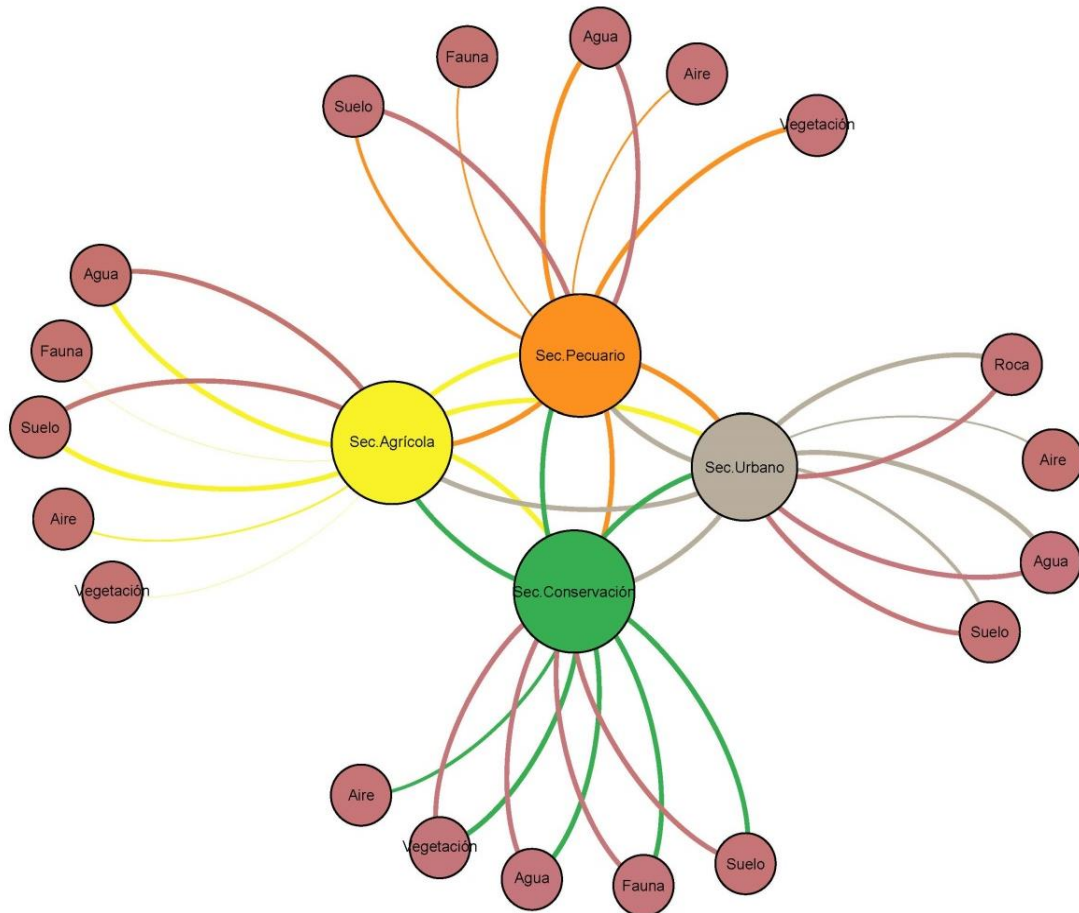 Agua
Fauna
Aire
Suelo
Vegetación
Agua
Fauna
Suelo
Aire
Vegetación
Sec.Pecuario
Sec.Agrícola
Sec.Urbano
Sec.Conservación
Roca
Aire
Agua
Suelo
Aire
Vegetación
Agua
Fauna
Suelo